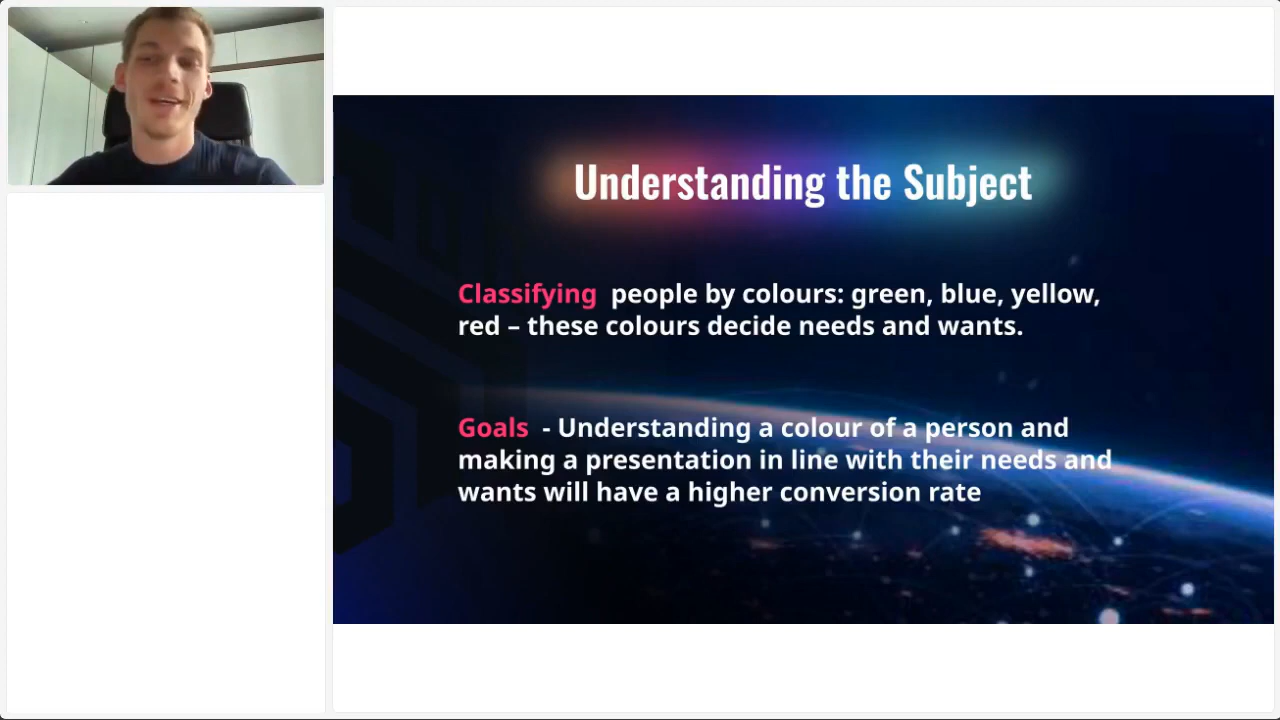 Understanding the Subject
Classifying people by colours: green, blue, yellow,
red – these colours decide needs and wants.
Goals - Understanding a colour of a person and
making a presentation in line with their needs and
wants will have a higher conversion rate